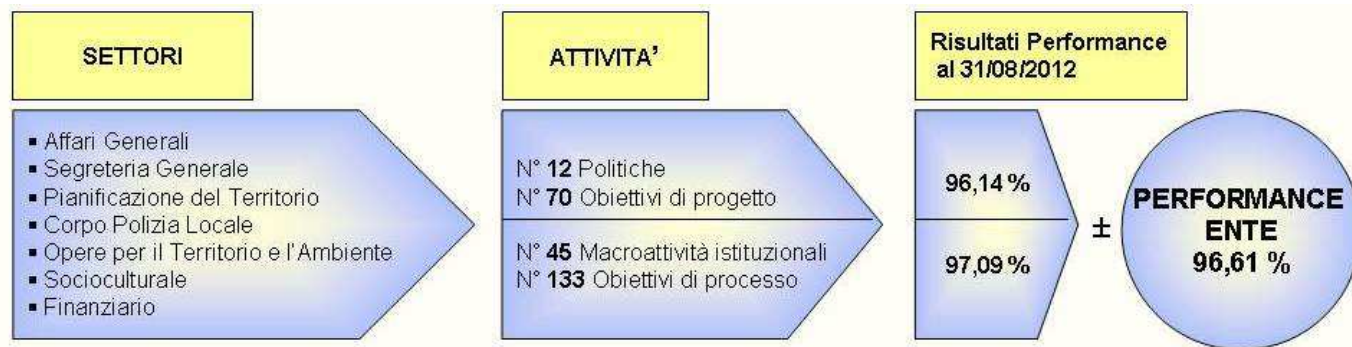 SETTORI
▪ Affari Generali
▪ Segreteria Generale
▪ Pianificazione del Territorio
▪ Corpo Polizia Locale
▪ Opere per il Territorio e l'Ambiente
▪ Socioculturale
▪ Finanziario
ATTIVITA'
N° 12 Politiche
N° 70 Obiettivi di progetto
N° 45 Macroattività istituzionali
N° 133 Obiettivi di processo
Risultati Performance
al 31/08/2012
96,14 %
97,09 %
±
PERFORMANCE
ENTE
96,61 %